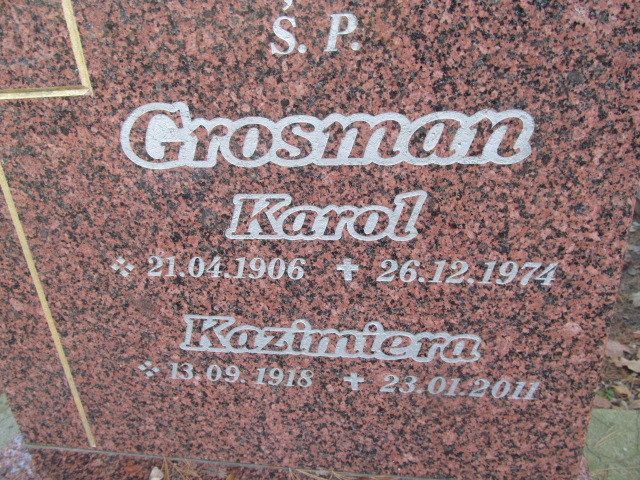 Ś. P.
Grosman
Karol
21.04.1906 26.12.1974
Kazimiera
13.09.1918 23.01.2011